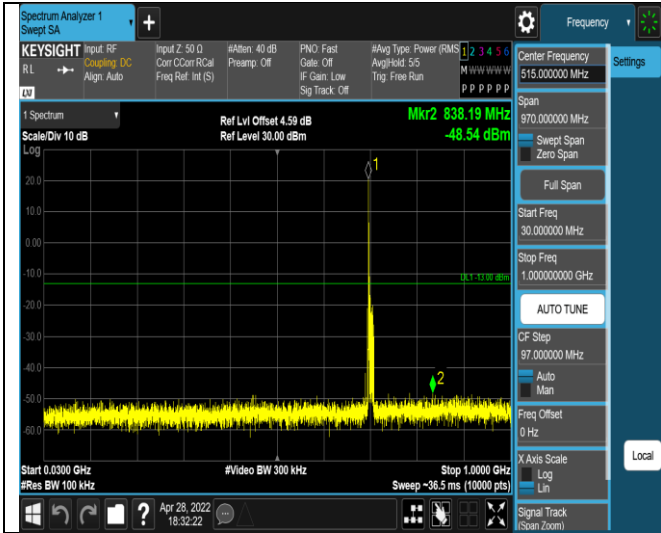 Spectrum Analyzer 1
Swept SA
Frequency
KEYSIGHT
RL
Input: RF
Coupling: DC
Align: Auto
Input Z: 50 Ω
Corr CCorr RCal
Freq Ref: Int (S)
#Atten: 40 dB
Preamp: Off
PNO: Fast
Gate: Off
IF Gain: Low
Sig Track: Off
#Avg Type: Power (RMS
Avg|Hold: 5/5
Trig: Free Run
1 2 3 4 5 6
M W W W W W
P P P P P P
LXI
1 Spectrum
Scale/Div 10 dB
Ref Lvl Offset 4.59 dB
Ref Level 30.00 dBm
Mkr2 838.19 MHz
-48.54 dBm
Log
1
20.0
10.0
0.00
-10.0
DL1 -13.00 dBm
-20.0
-30.0
-40.0
2
-50.0
-60.0
Start 0.0300 GHz
#Video BW 300 kHz
Stop 1.0000 GHz
#Res BW 100 kHz
Sweep ~36.5 ms (10000 pts)
?
Apr 28, 2022
18:32:22
Center Frequency
515.000000 MHz
Settings
Span
970.000000 MHz
Swept Span
Zero Span
Full Span
Start Freq
30.000000 MHz
Stop Freq
1.000000000 GHz
AUTO TUNE
CF Step
97.000000 MHz
Auto
Man
Freq Offset
0 Hz
X Axis Scale
Log
Lin
Local
Signal Track
(Span Zoom)